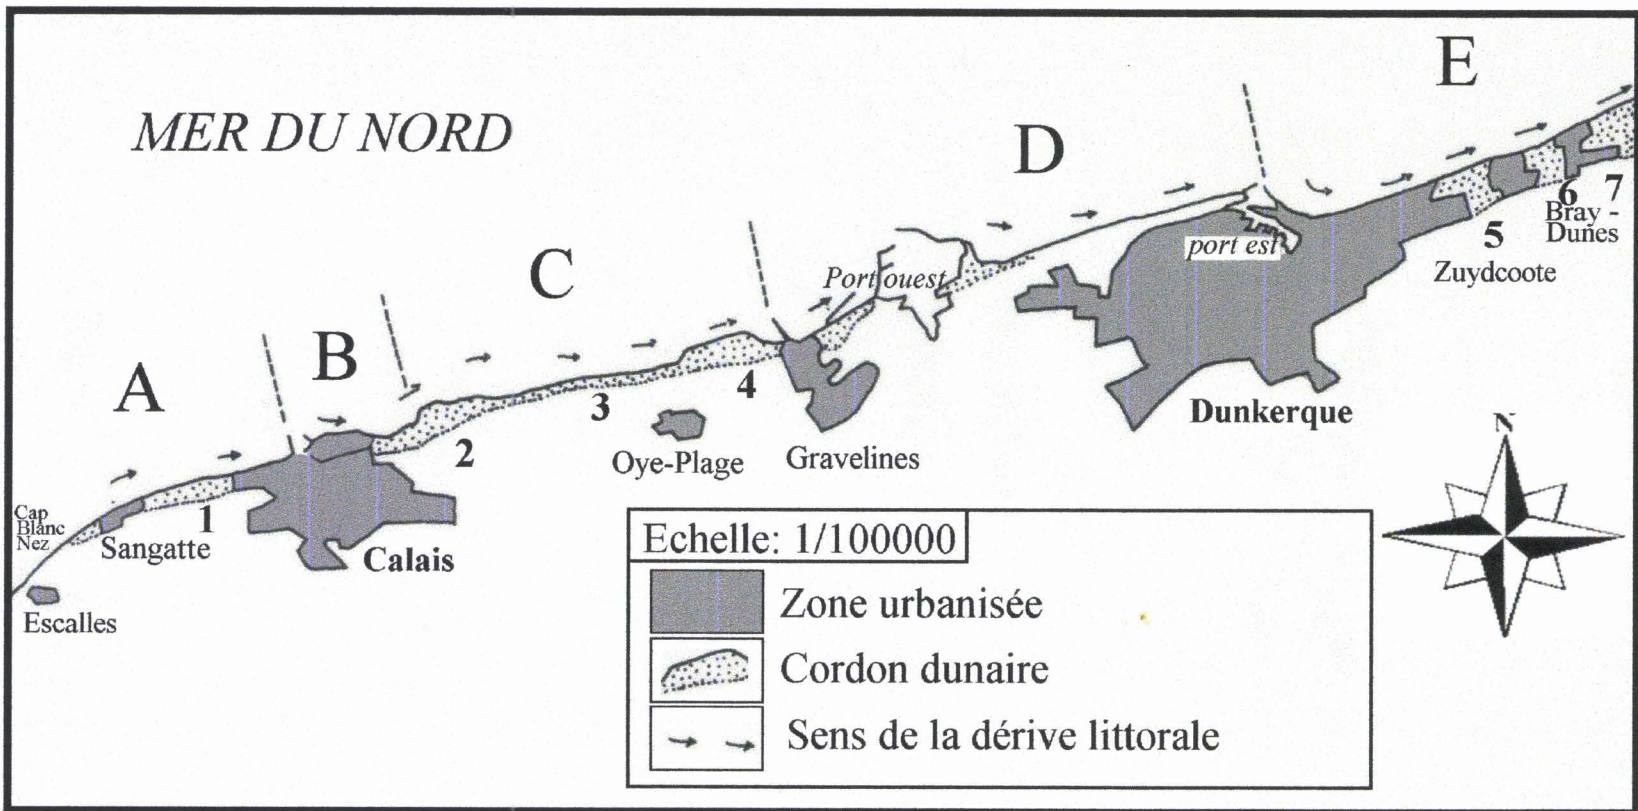 E
MER DU NORD
D
C
B
A
Port ouest
port est
1
2
3
4
5
6
7
Bray -
Dunes
Zuydcoote
Dunkerque
Gravelines
Oye-Plage
Calais
Sangatte
Cap
Blanc
Nez
Escalles
N
Echelle: 1/100000
Zone urbanisée
Cordon dunaire
Sens de la dérive littorale